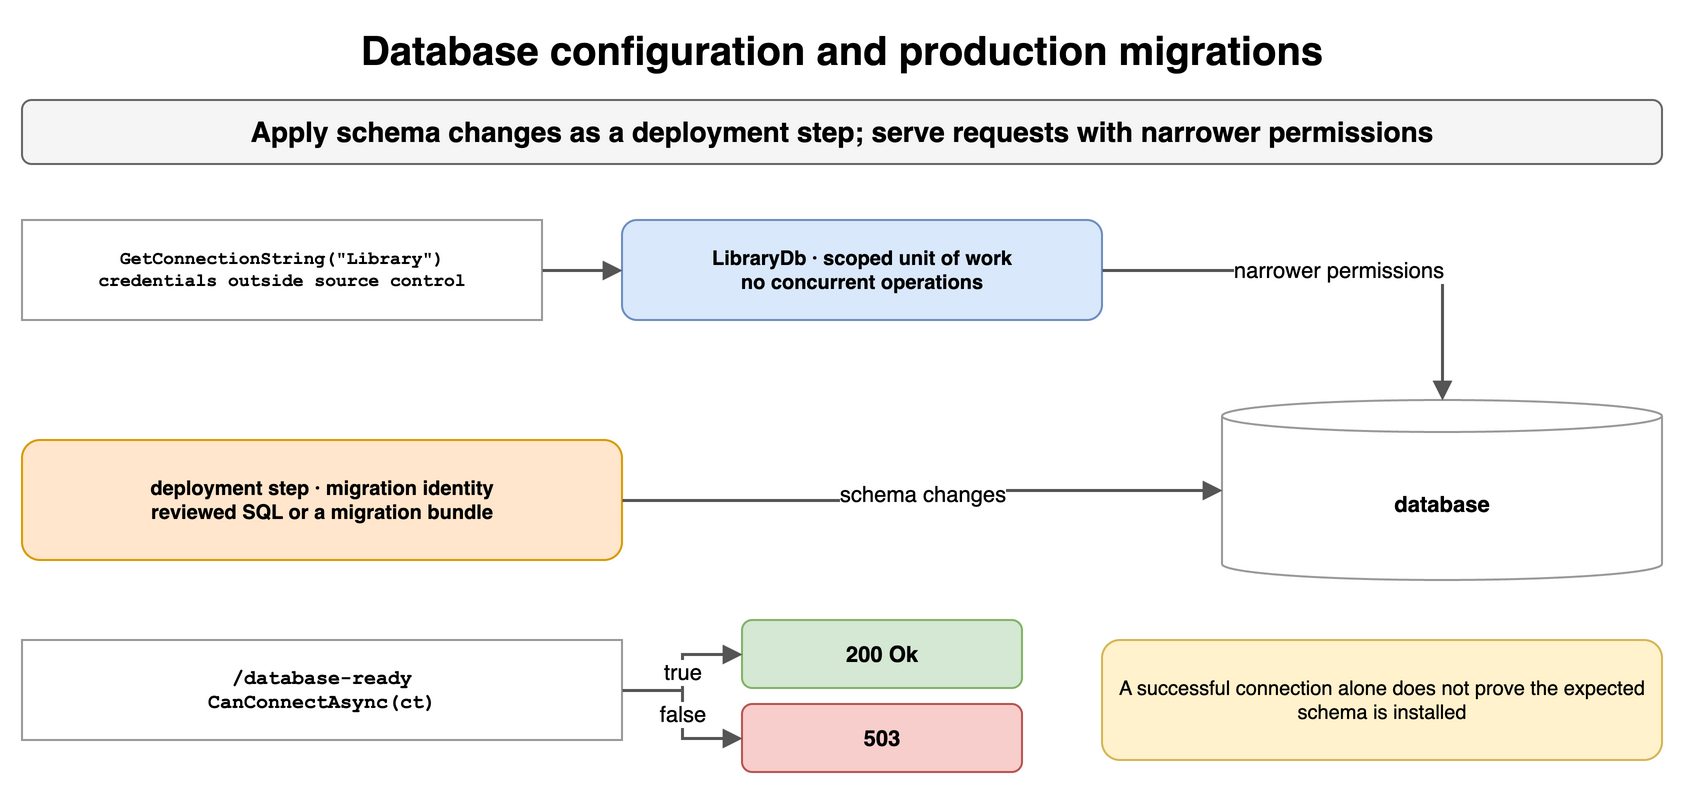 Database configuration and production migrations
Apply schema changes as a deployment step; serve requests with narrower permissions
GetConnectionString("Library")
credentials outside source control
LibraryDb · scoped unit of work
no concurrent operations
narrower permissions
deployment step · migration identity
reviewed SQL or a migration bundle
schema changes
database
/database-ready
CanConnectAsync(ct)
true
false
200 Ok
503
A successful connection alone does not prove the expected
schema is installed